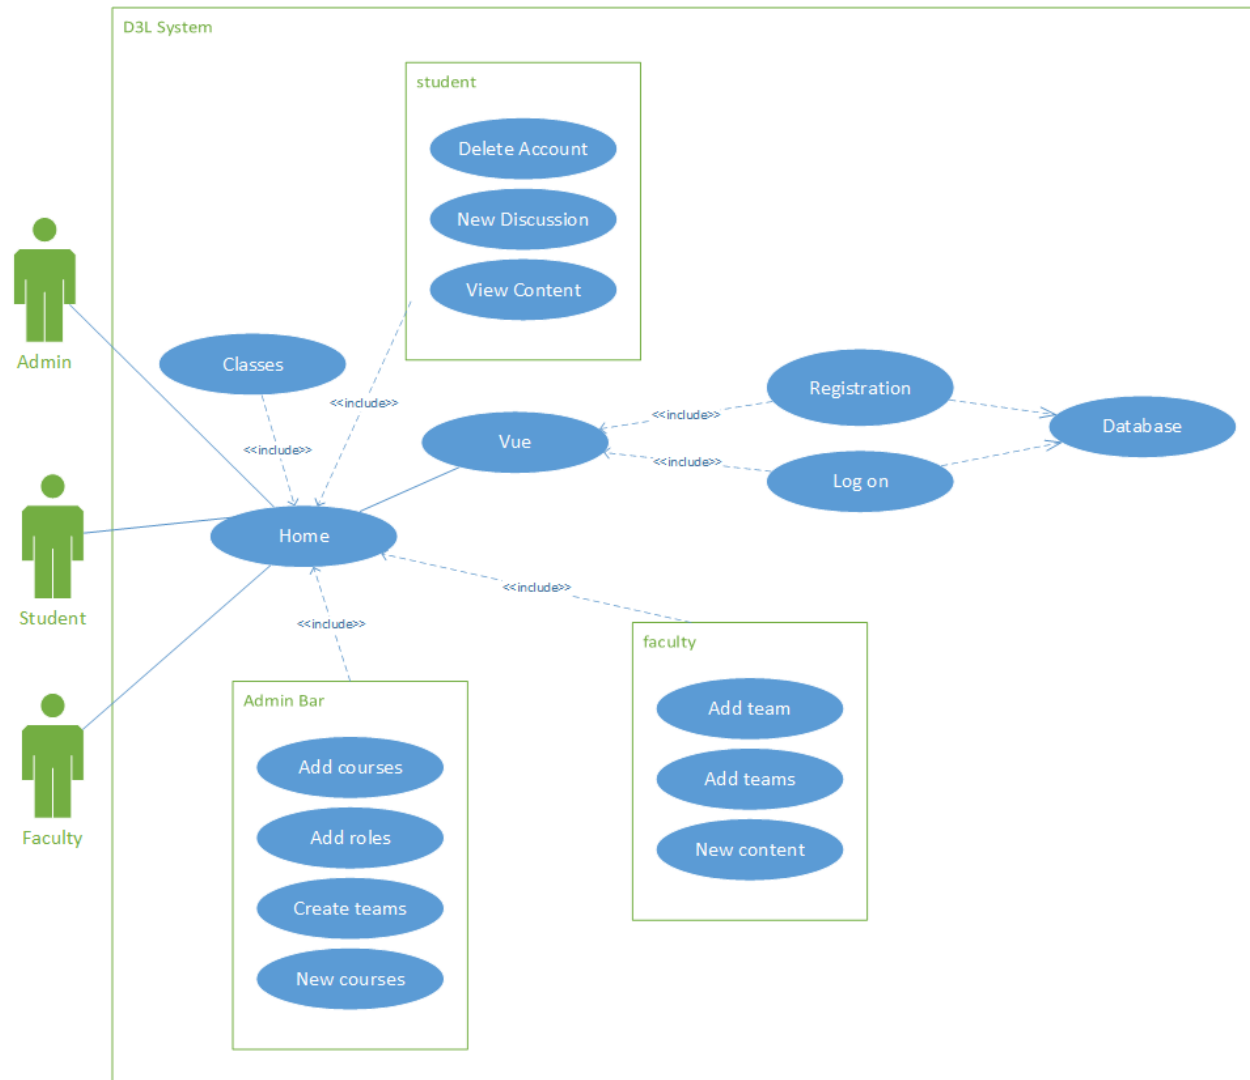 D3L System
student
Delete Account
New Discussion
View Content
Admin
Classes
<<include>>
<<include>>
Vue
<<include>>
<<include>>
Registration
Log on
Database
Student
Home
<<include>>
<<include>>
Faculty
Admin Bar
Add courses
Add roles
Create teams
New courses
faculty
Add team
Add teams
New content